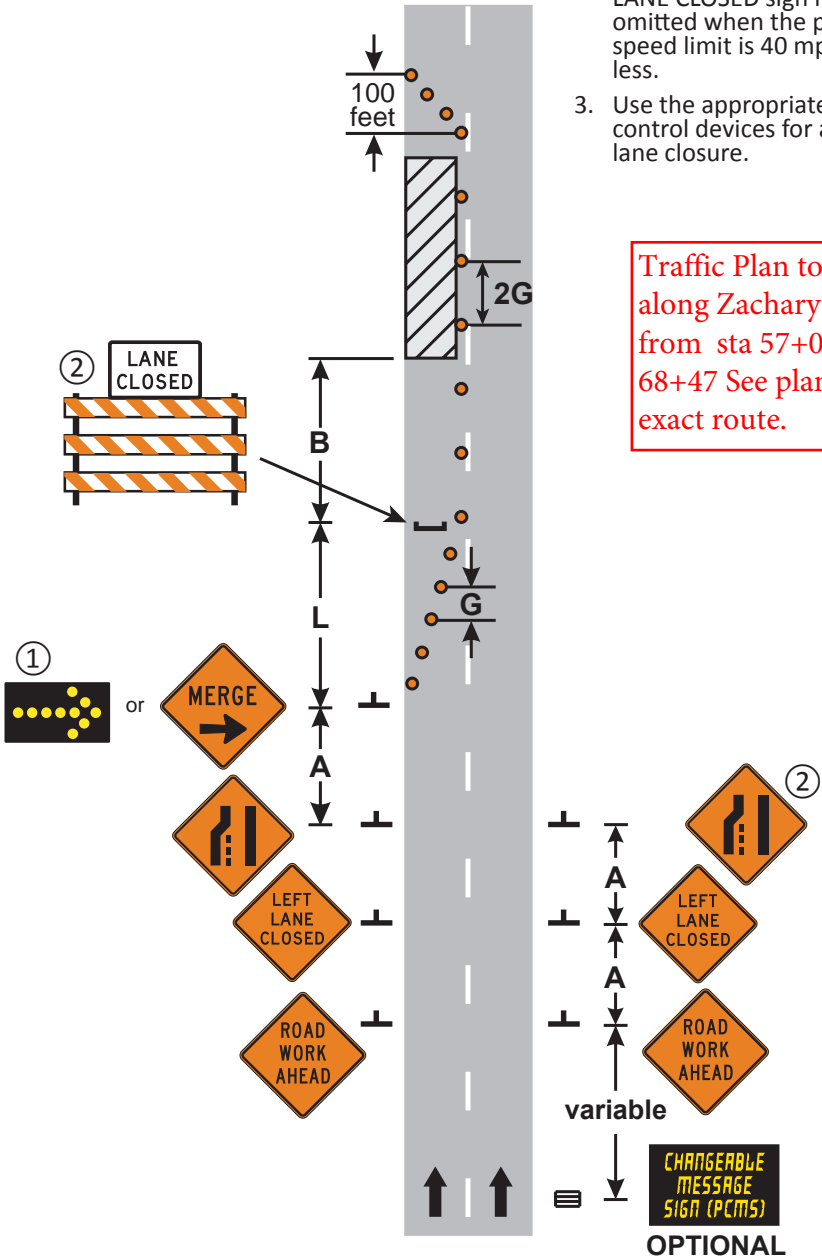 LANE CLOSED sign
omitted when the p
speed limit is 40 mp
less.
3. Use the appropriate
control devices for a
lane closure.
100
feet
2G
Traffic Plan to
along Zachary
from sta 57+0
68+47 See plan
exact route.
②
LANE
CLOSED
B
L
G
①
or
MERGE
A
②
A
LEFT
LANE
CLOSED
LEFT
LANE
CLOSED
A
ROAD
WORK
AHEAD
ROAD
WORK
AHEAD
variable
CHANGEABLE
MESSAGE
SIGN (PCMS)
OPTIONAL